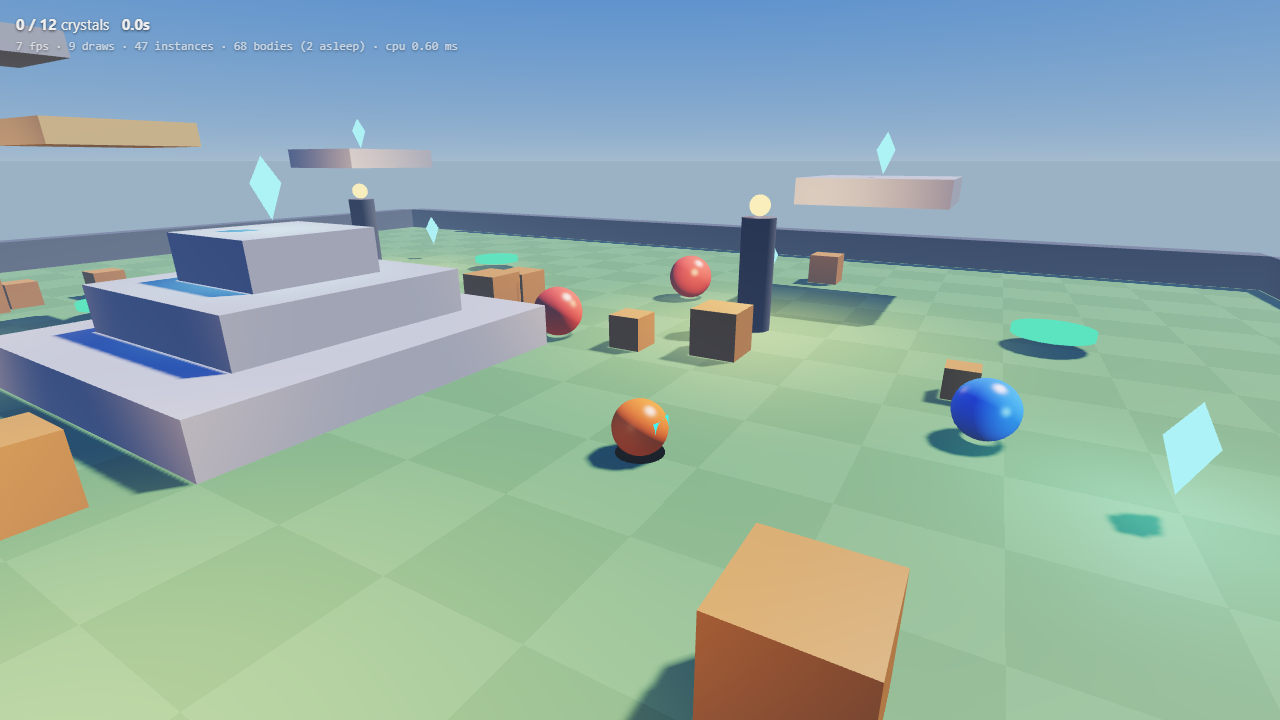 0 / 12 crystals 0.0s
7 fps · 9 draws · 47 instances · 68 bodies (2 asleep) · cpu 0.60 ms